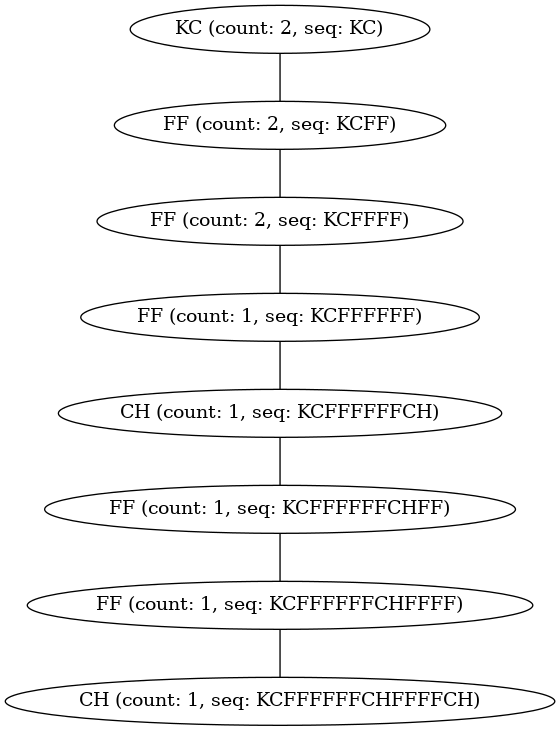 KC (count: 2, seq: KC)
FF (count: 2, seq: KCFF)
FF (count: 2, seq: KCFFFF)
FF (count: 1, seq: KCFFFFFF)
CH (count: 1, seq: KCFFFFFFCH)
FF (count: 1, seq: KCFFFFFFCHFF)
FF (count: 1, seq: KCFFFFFFCHFFFF)
CH (count: 1, seq: KCFFFFFFCHFFFFCH)